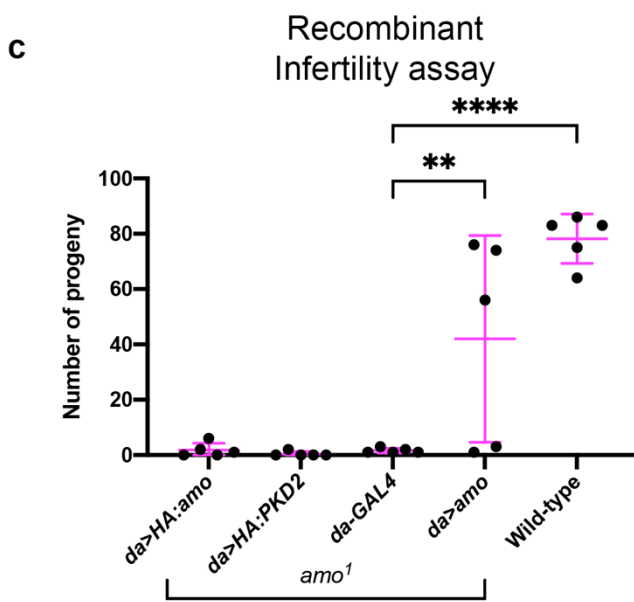 c
Recombinant
Infertility assay
****
**
Number of progeny
100
80
60
40
20
0
da>HA:amo
da>HA:PKD2
da-GAL4
da>amo
Wild-type
amo¹